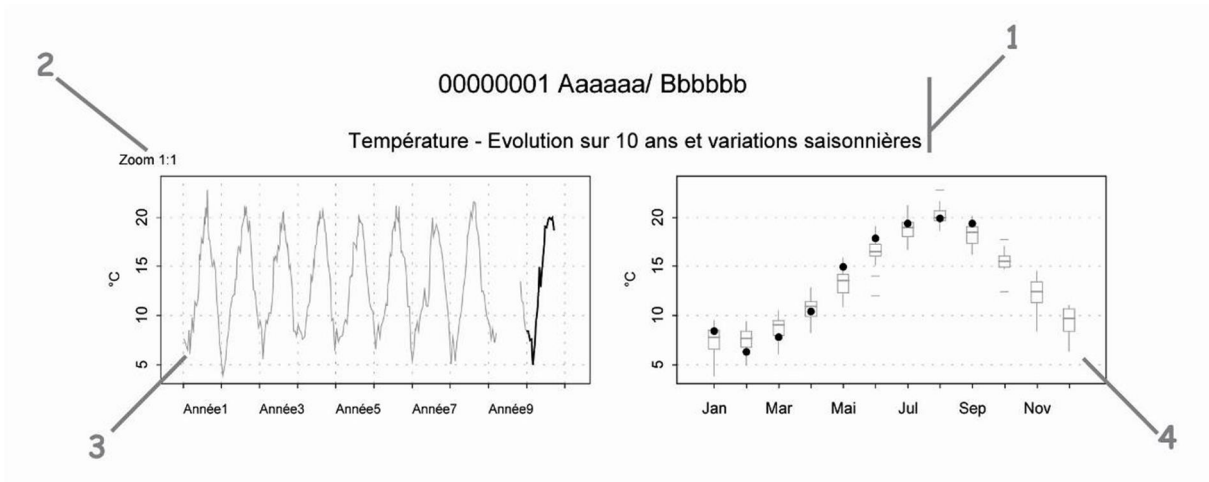 1
2
00000001 Aaaaaa/ Bbbbbb
Température - Evolution sur 10 ans et variations saisonnières
Zoom 1:1
°C
20
15
10
5
Année1 Année3 Année5 Année7 Année9
°C
20
15
10
5
Jan Mar Mai Jul Sep Nov
3
4